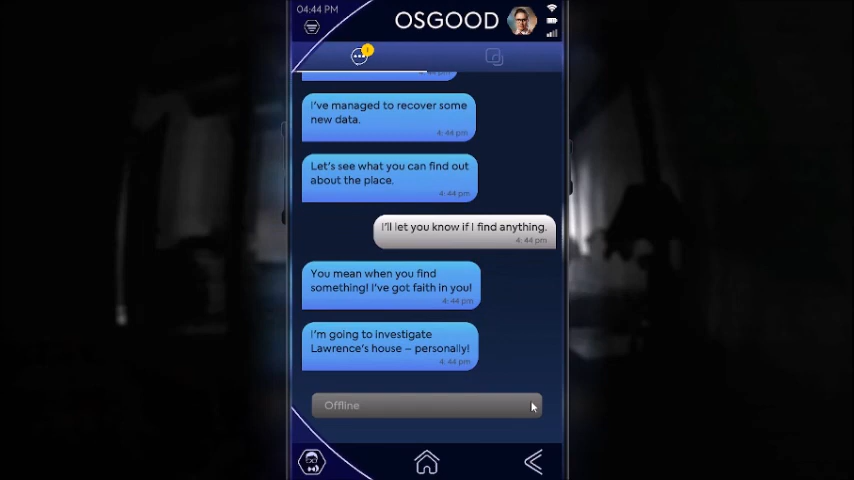 04:44 PM
OSGOOD
I've managed to recover some
new data.
4:44 pm
Let's see what you can find out
about the place.
4:44 pm
I'll let you know if I find anything.
4:44 pm
You mean when you find
something! I've got faith in you!
4:44 pm
I'm going to investigate
Lawrence's house – personally!
4:44 pm
Offline